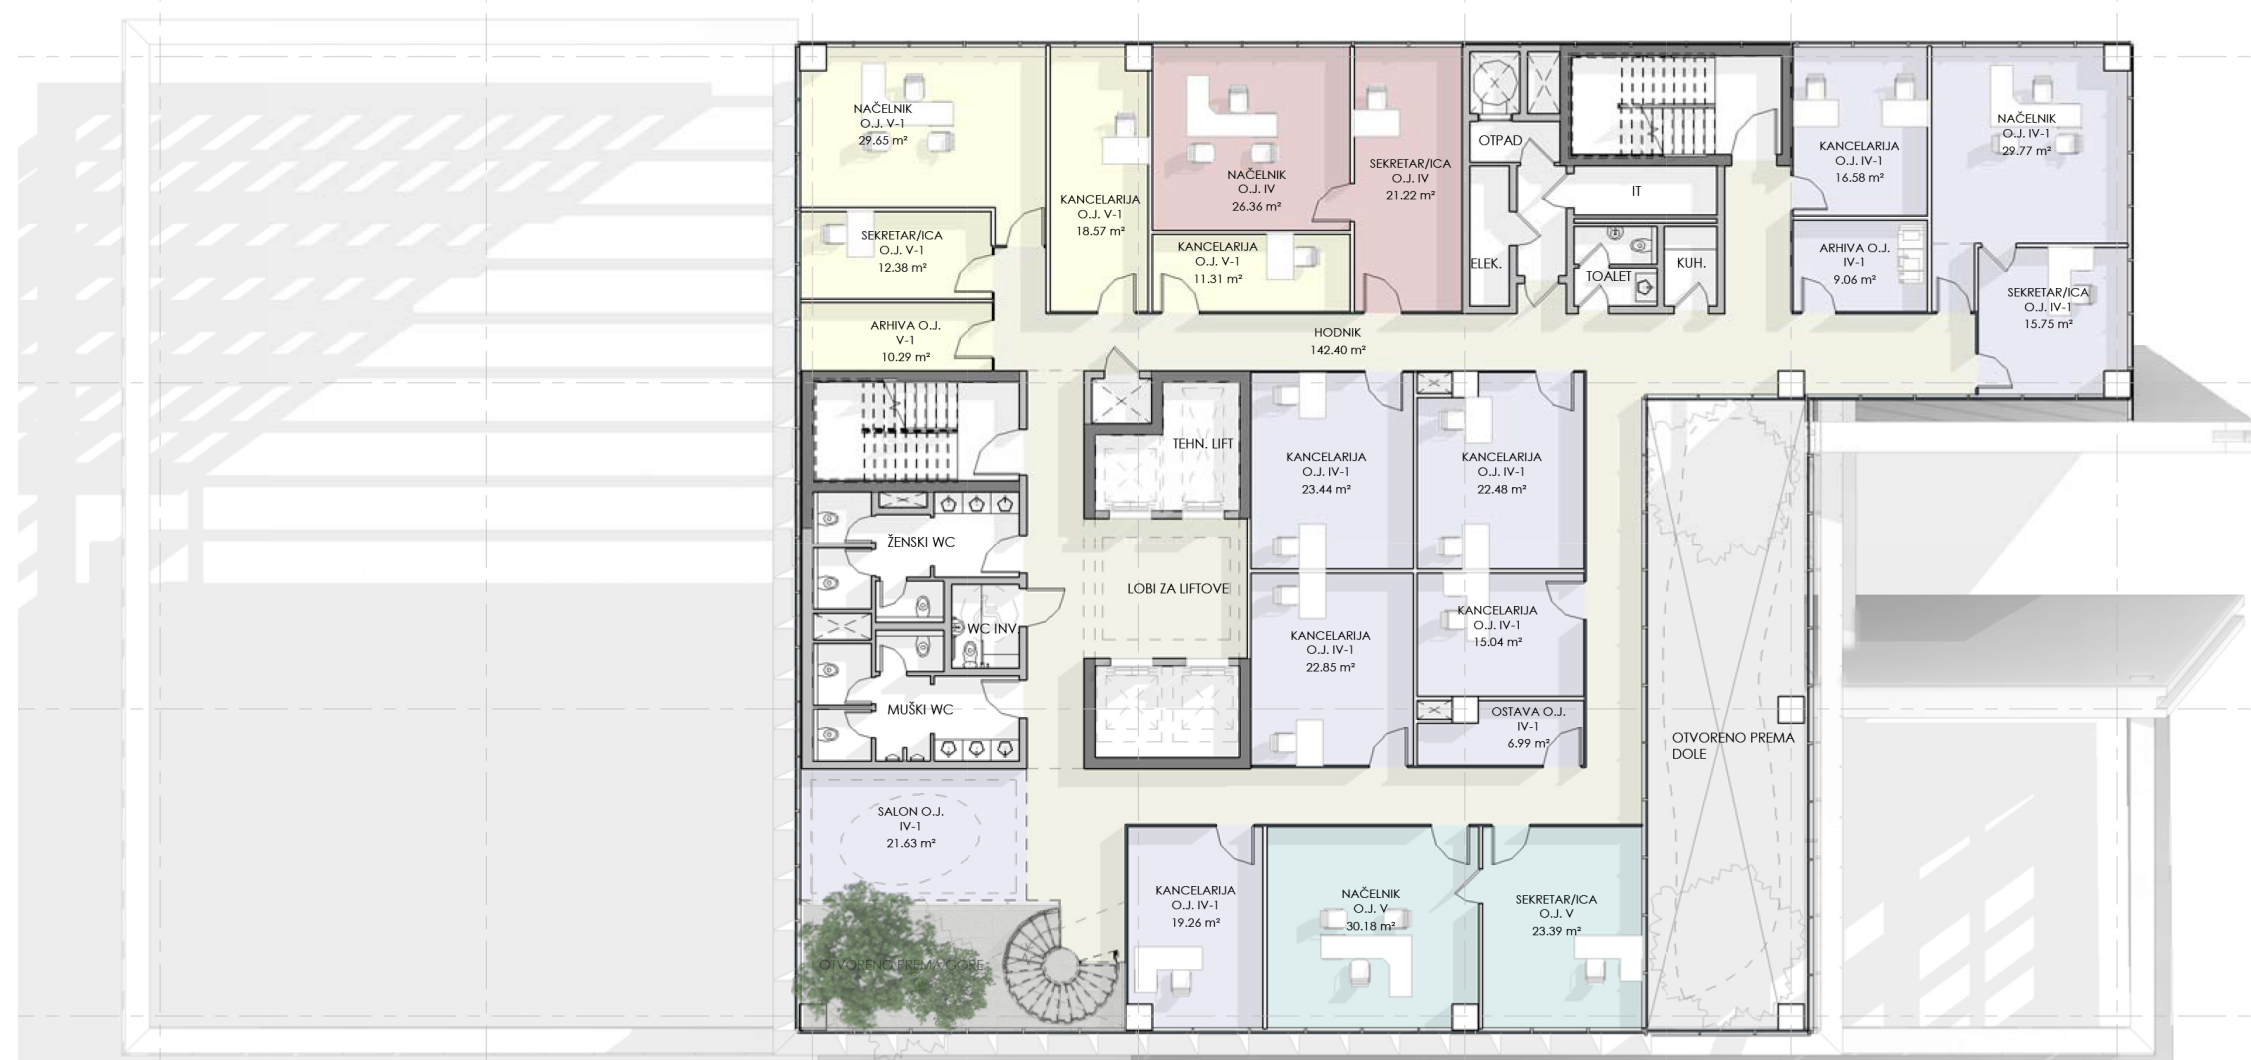 NAČELNIK
O.J. V-1
29.65 m²
KANCELARIJA
O.J. V-1
18.57 m²
SEKRETAR/ICA
O.J. V-1
12.38 m²
ARHIVA O.J.
V-1
10.29 m²
NAČELNIK
O.J. IV
26.36 m²
KANCELARIJA
O.J. V-1
11.31 m²
SEKRETAR/ICA
O.J. IV
21.22 m²
OTPAD
IT
ELEK.
TOALET
KUH.
KANCELARIJA
O.J. IV-1
16.58 m²
NAČELNIK
O.J. IV-1
29.77 m²
ARHIVA O.J.
IV-1
9.06 m²
SEKRETAR/ICA
O.J. IV-1
15.75 m²
HODNIK
142.40 m²
TEHN. LIFT
KANCELARIJA
O.J. IV-1
23.44 m²
KANCELARIJA
O.J. IV-1
22.48 m²
ŽENSKI WC
LOBI ZA LIFTOVE
WC INV.
KANCELARIJA
O.J. IV-1
22.85 m²
KANCELARIJA
O.J. IV-1
15.04 m²
MUŠKI WC
OSTAVA O.J.
IV-1
6.99 m²
OTVORENO PREMA
DOLE
SALON O.J.
IV-1
21.63 m²
KANCELARIJA
O.J. IV-1
19.26 m²
NAČELNIK
O.J. V
30.18 m²
SEKRETAR/ICA
O.J. V
23.39 m²
OTVORENO PREMA GORE